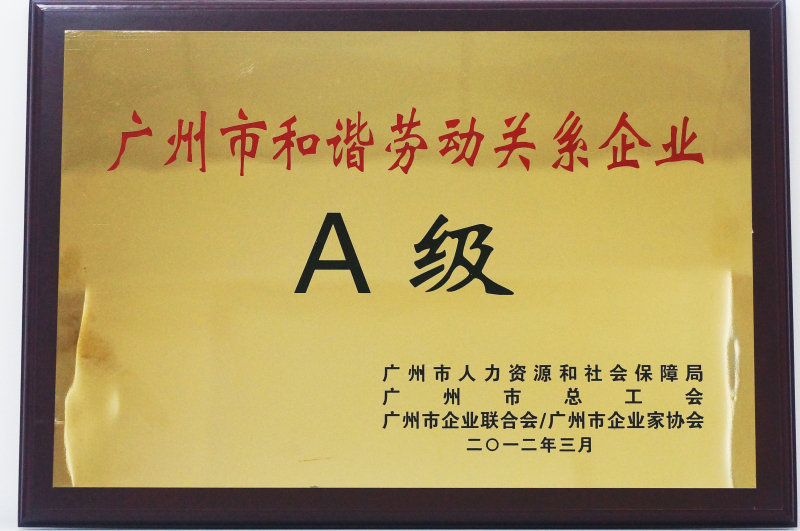 广州市和谐劳动关系企业
A级
广州市人力资源和社会保障局
广州市总工会
广州市企业联合会/广州市企业家协会
二〇一二年三月